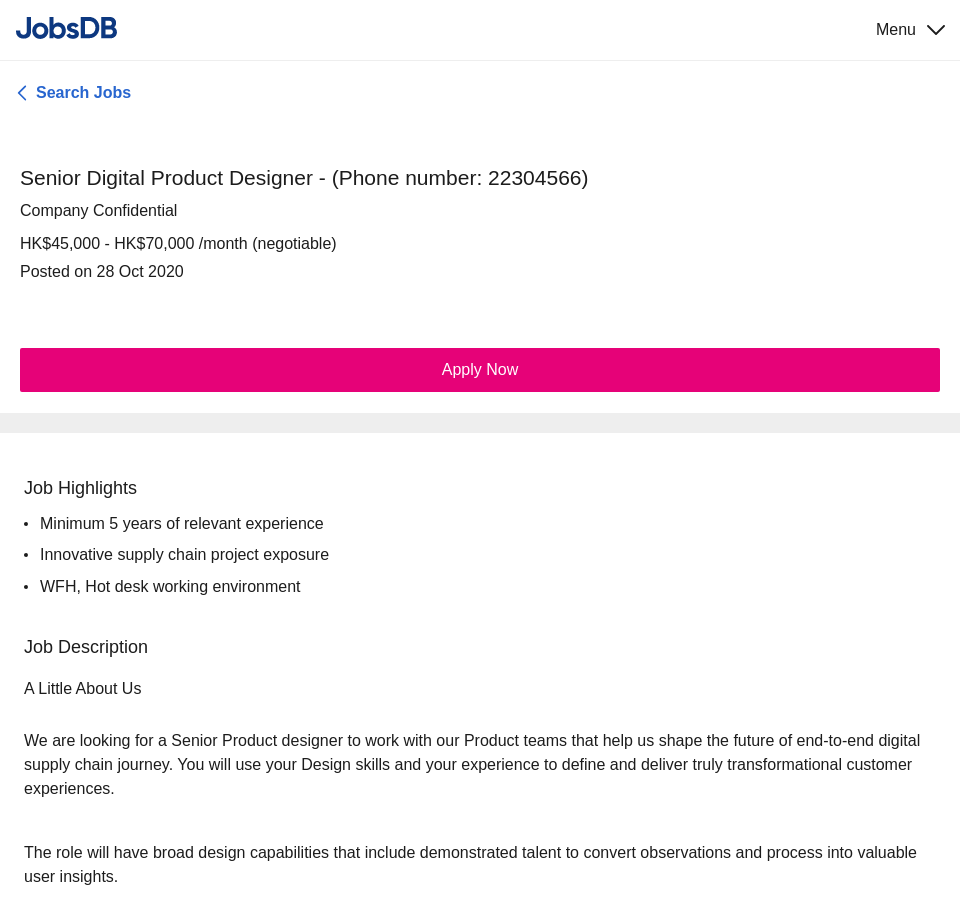 JobsDB
Menu
Search Jobs
Senior Digital Product Designer - (Phone number: 22304566)
Company Confidential
HK$45,000 - HK$70,000 /month (negotiable)
Posted on 28 Oct 2020
Apply Now
Job Highlights
• Minimum 5 years of relevant experience
• Innovative supply chain project exposure
• WFH, Hot desk working environment
Job Description
A Little About Us
We are looking for a Senior Product designer to work with our Product teams that help us shape the future of end-to-end digital
supply chain journey. You will use your Design skills and your experience to define and deliver truly transformational customer
experiences.
The role will have broad design capabilities that include demonstrated talent to convert observations and process into valuable
user insights.